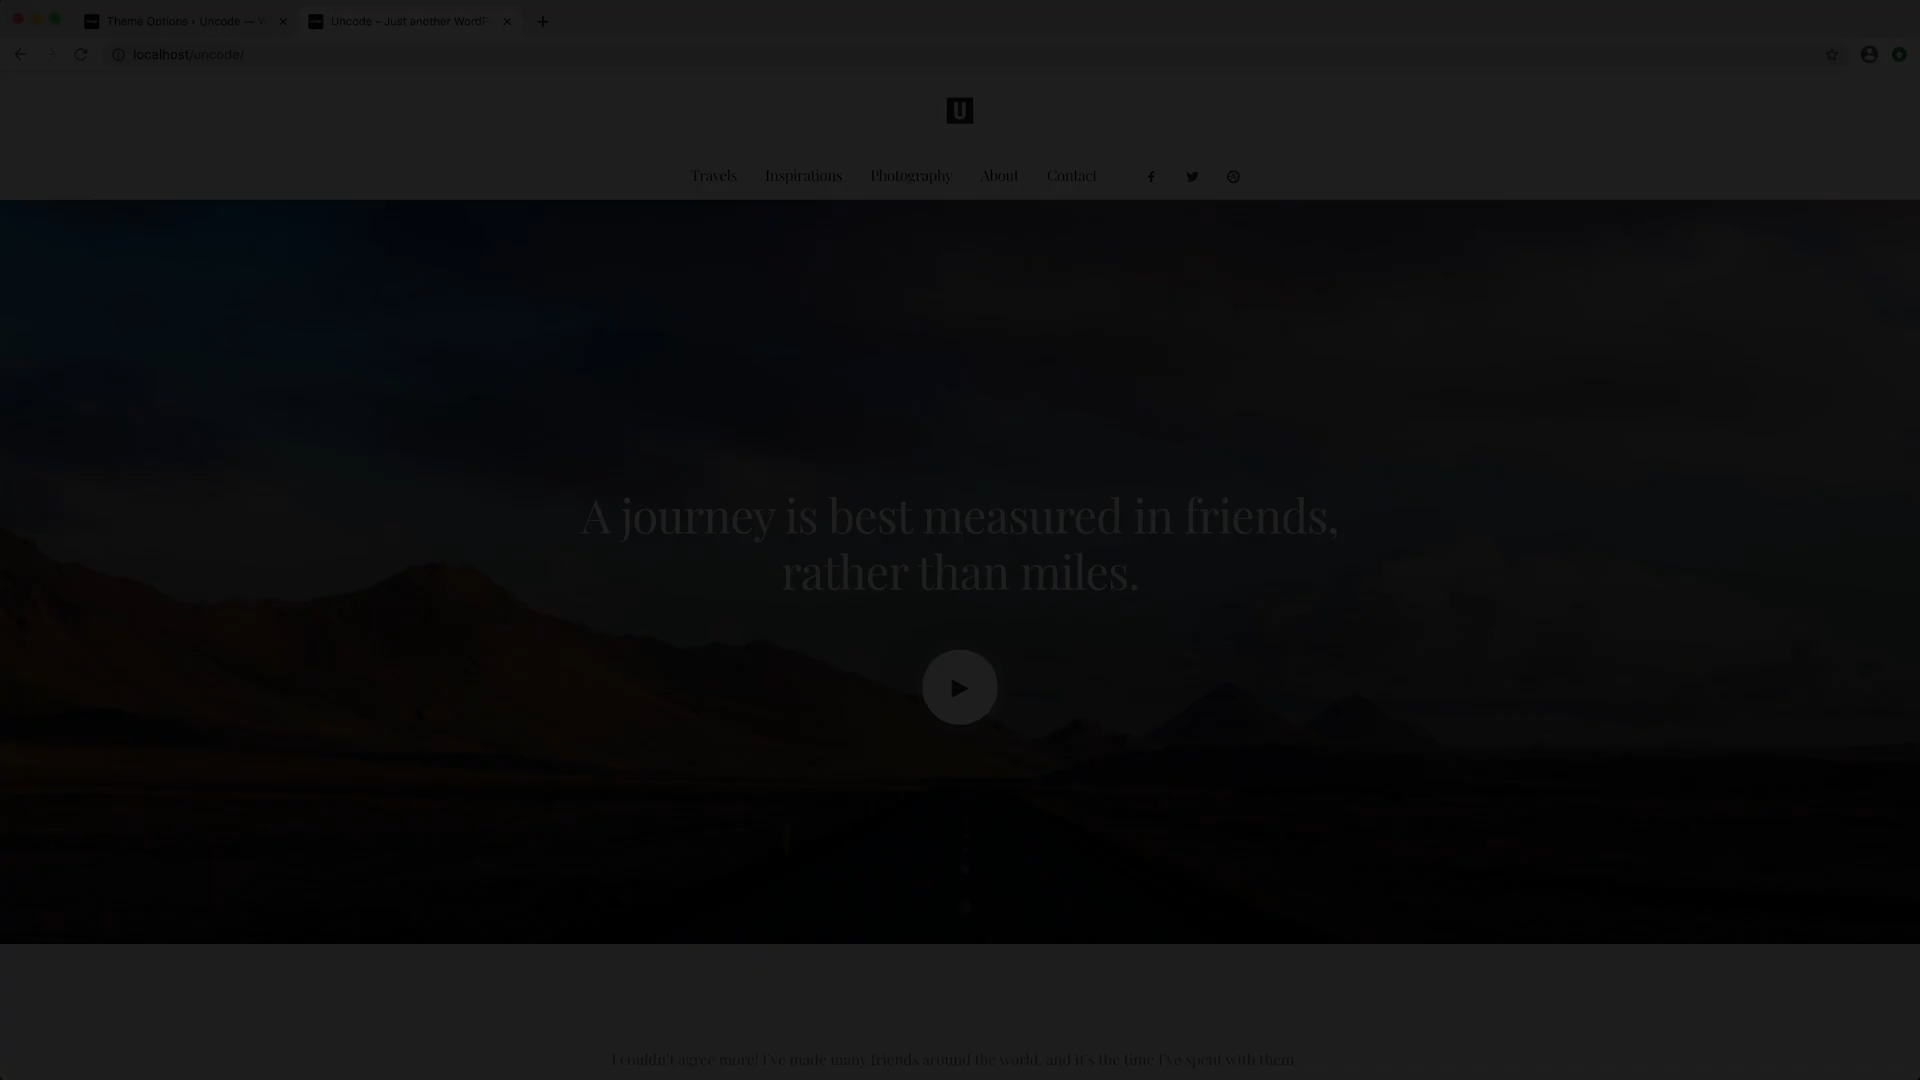 Theme Options ‹ Uncode —
Uncode – Just another WordP
localhost/uncode/
U
Travels Inspirations Photography About Contact
A journey is best measured in friends,
rather than miles.
I couldn't agree more! I've made many friends around the world, and it's the time I've spent with them